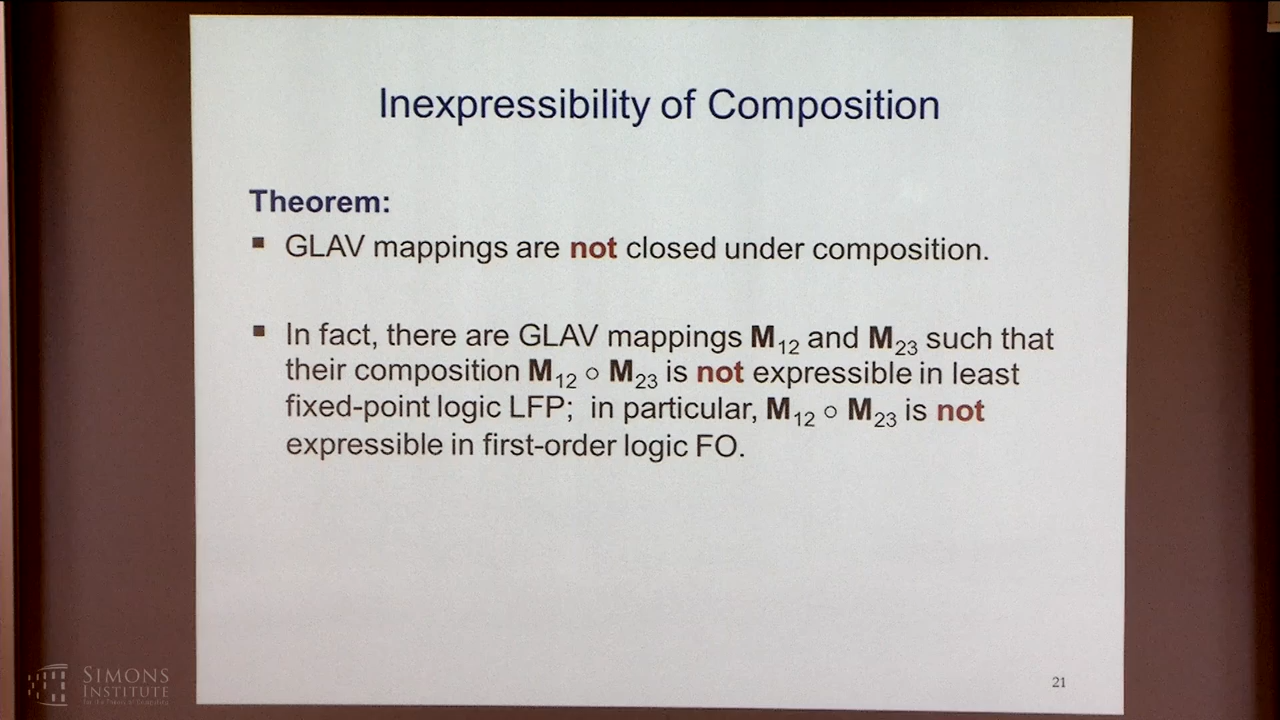 Inexpressibility of Composition
Theorem:
▪ GLAV mappings are not closed under composition.
▪ In fact, there are GLAV mappings M₁₂ and M₂₃ such that
their composition M₁₂ ○ M₂₃ is not expressible in least
fixed-point logic LFP; in particular, M₁₂ ○ M₂₃ is not
expressible in first-order logic FO.
21
SIMONS
INSTITUTE